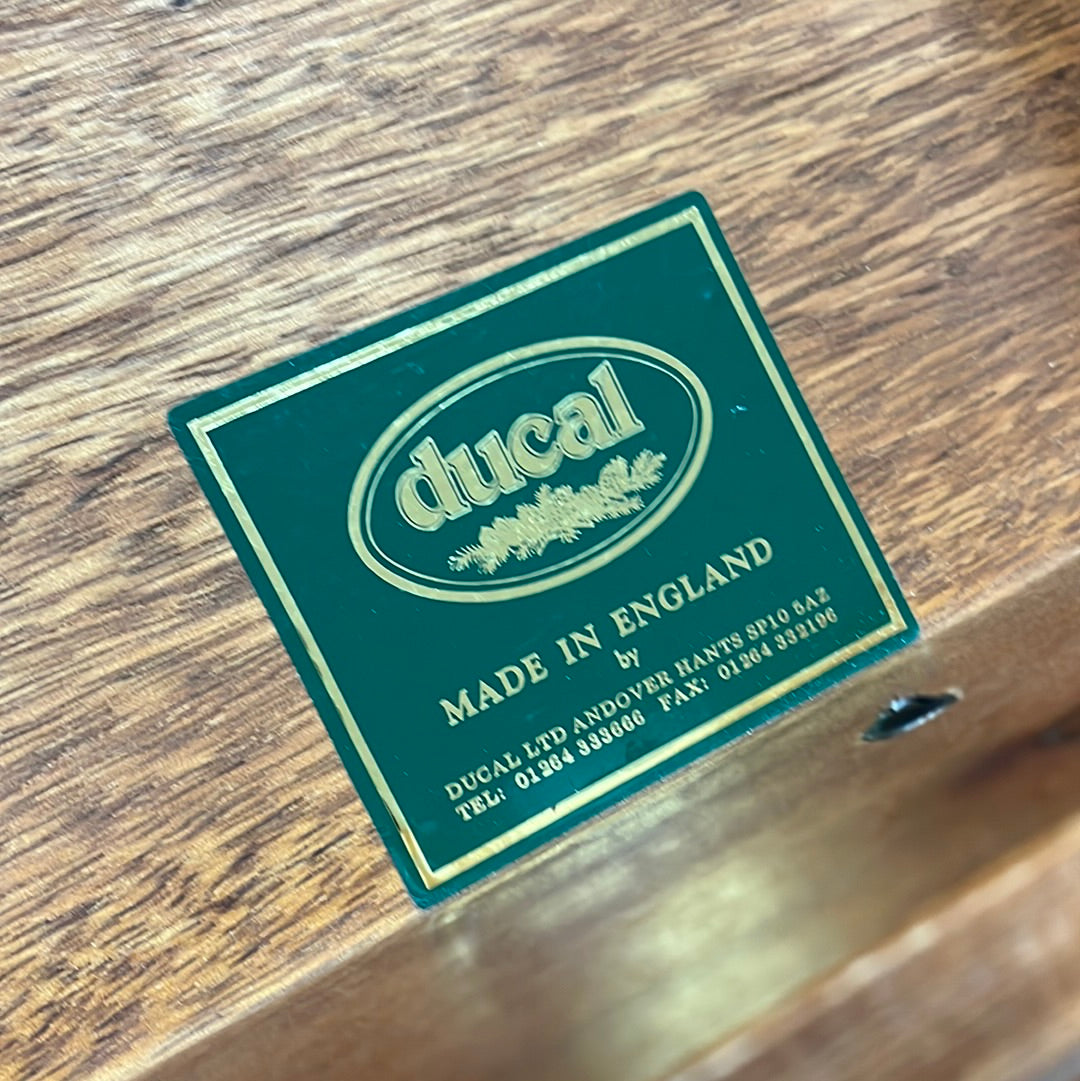 ducal
MADE IN ENGLAND
by
DUCAL LTD ANDOVER HANTS SP10 5AZ
TEL: 01264 333666 FAX: 01264 332196